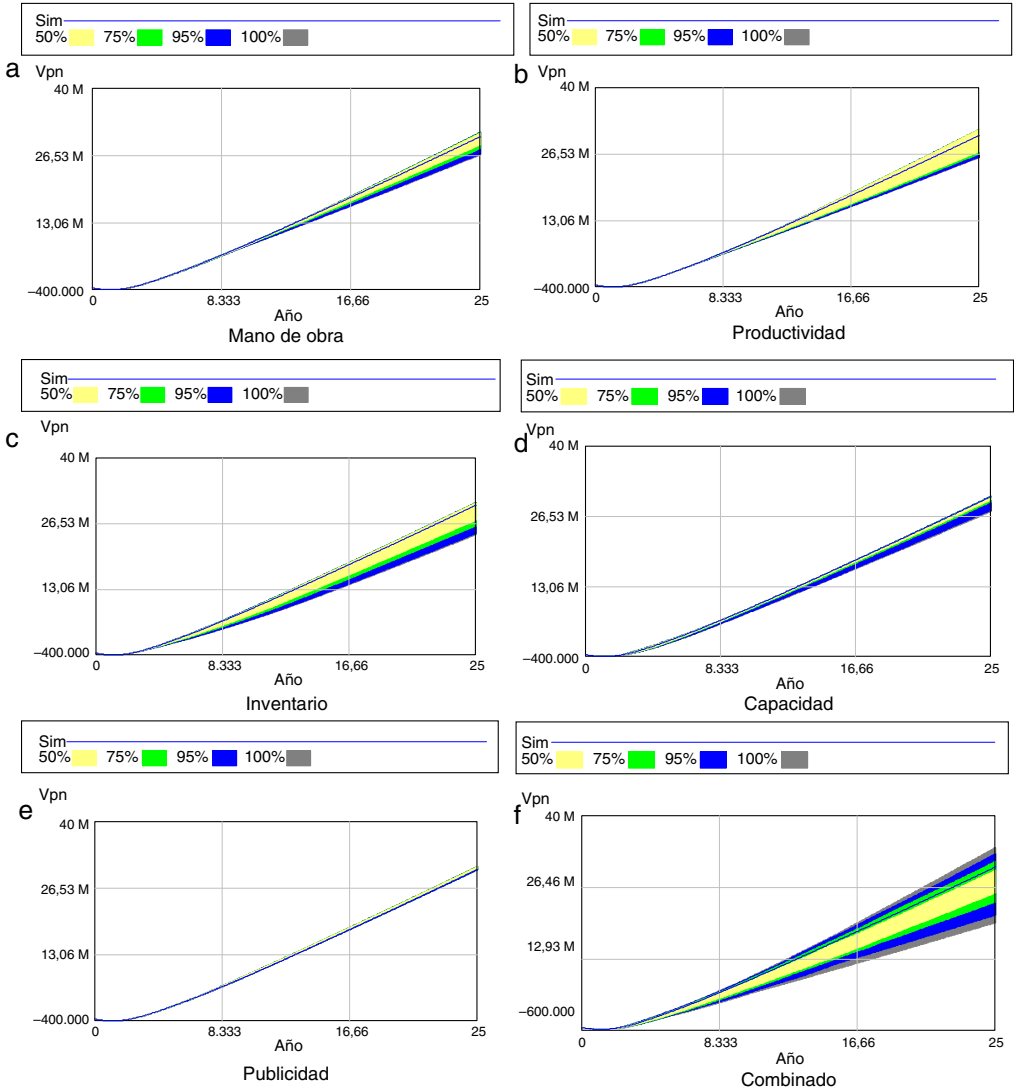 Sim
50% 75% 95% 100%
a
Vpn
40 M
26,53 M
13,06 M
–400.000
0 8.333 16,66 25
Año
Mano de obra
Sim
50% 75% 95% 100%
b
Vpn
40 M
26,53 M
13,06 M
–400.000
0 8.333 16,66 25
Año
Productividad
Sim
50% 75% 95% 100%
c
Vpn
40 M
26,53 M
13,06 M
–400.000
0 8.333 16,66 25
Año
Inventario
Sim
50% 75% 95% 100%
d
Vpn
40 M
26,53 M
13,06 M
–400.000
0 8.333 16,66 25
Año
Capacidad
Sim
50% 75% 95% 100%
e
Vpn
40 M
26,53 M
13,06 M
–400.000
0 8.333 16,66 25
Año
Publicidad
Sim
50% 75% 95% 100%
f
Vpn
40 M
26,46 M
12,93 M
–600.000
0 8.333 16,66 25
Año
Combinado